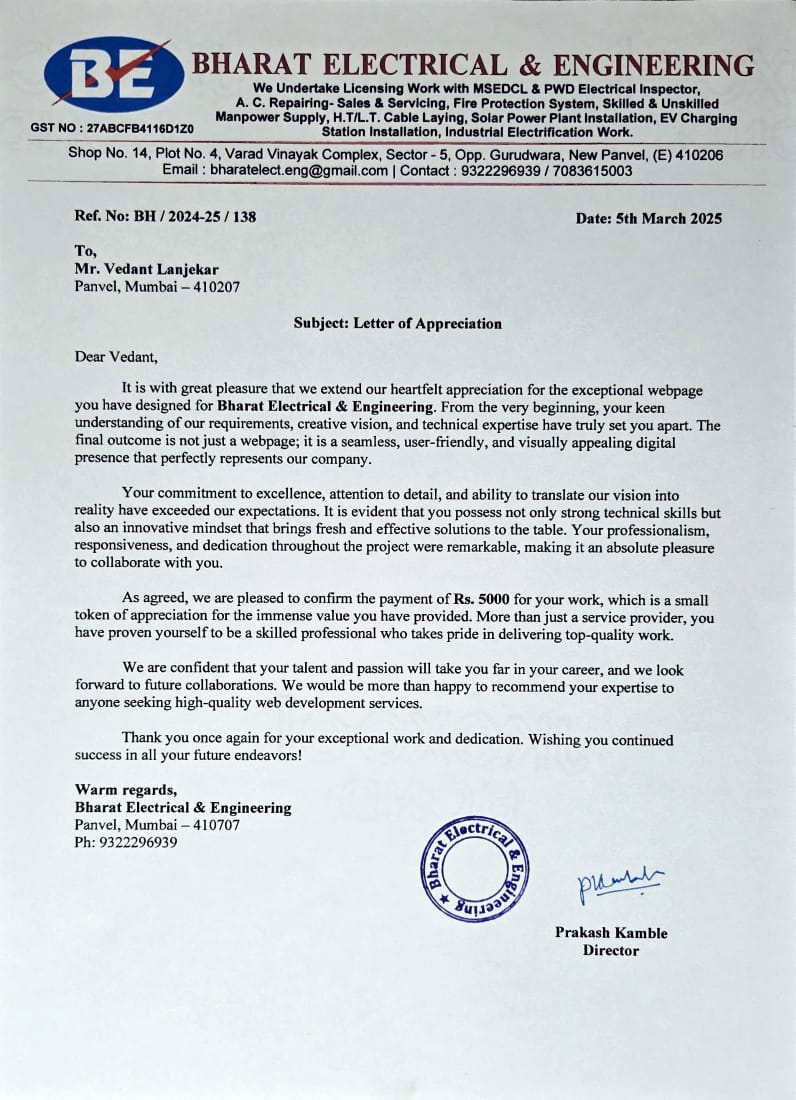 BE
BHARAT ELECTRICAL & ENGINEERING
We Undertake Licensing Work with MSEDCL & PWD Electrical Inspector,
A. C. Repairing- Sales & Servicing, Fire Protection System, Skilled & Unskilled
Manpower Supply, H.T/L.T. Cable Laying, Solar Power Plant Installation, EV Charging
Station Installation, Industrial Electrification Work.
GST NO : 27ABCFB4116D1Z0
Shop No. 14, Plot No. 4, Varad Vinayak Complex, Sector - 5, Opp. Gurudwara, New Panvel, (E) 410206
Email : bharatelect.eng@gmail.com | Contact : 9322296939 / 7083615003
Ref. No: BH / 2024-25 / 138
Date: 5th March 2025
To,
Mr. Vedant Lanjekar
Panvel, Mumbai – 410207
Subject: Letter of Appreciation
Dear Vedant,
It is with great pleasure that we extend our heartfelt appreciation for the exceptional webpage
you have designed for Bharat Electrical & Engineering. From the very beginning, your keen
understanding of our requirements, creative vision, and technical expertise have truly set you apart. The
final outcome is not just a webpage; it is a seamless, user-friendly, and visually appealing digital
presence that perfectly represents our company.
Your commitment to excellence, attention to detail, and ability to translate our vision into
reality have exceeded our expectations. It is evident that you possess not only strong technical skills but
also an innovative mindset that brings fresh and effective solutions to the table. Your professionalism,
responsiveness, and dedication throughout the project were remarkable, making it an absolute pleasure
to collaborate with you.
As agreed, we are pleased to confirm the payment of Rs. 5000 for your work, which is a small
token of appreciation for the immense value you have provided. More than just a service provider, you
have proven yourself to be a skilled professional who takes pride in delivering top-quality work.
We are confident that your talent and passion will take you far in your career, and we look
forward to future collaborations. We would be more than happy to recommend your expertise to
anyone seeking high-quality web development services.
Thank you once again for your exceptional work and dedication. Wishing you continued
success in all your future endeavors!
Warm regards,
Bharat Electrical & Engineering
Panvel, Mumbai – 410707
Ph: 9322296939
★ Bharat Electrical & Engineering
Prakash Kamble
Director